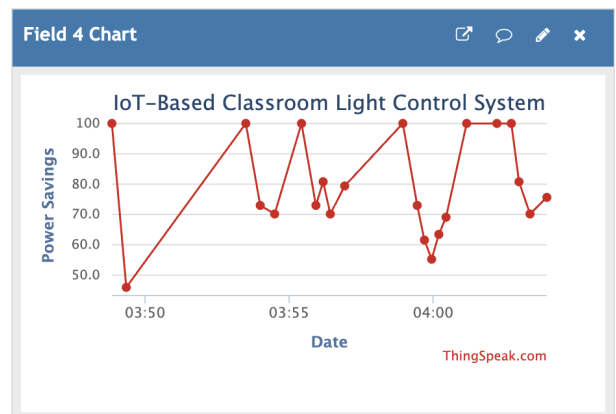 Field 4 Chart
IoT-Based Classroom Light Control System
Power Savings
100
90.0
80.0
70.0
60.0
50.0
03:50 03:55 04:00
Date
ThingSpeak.com